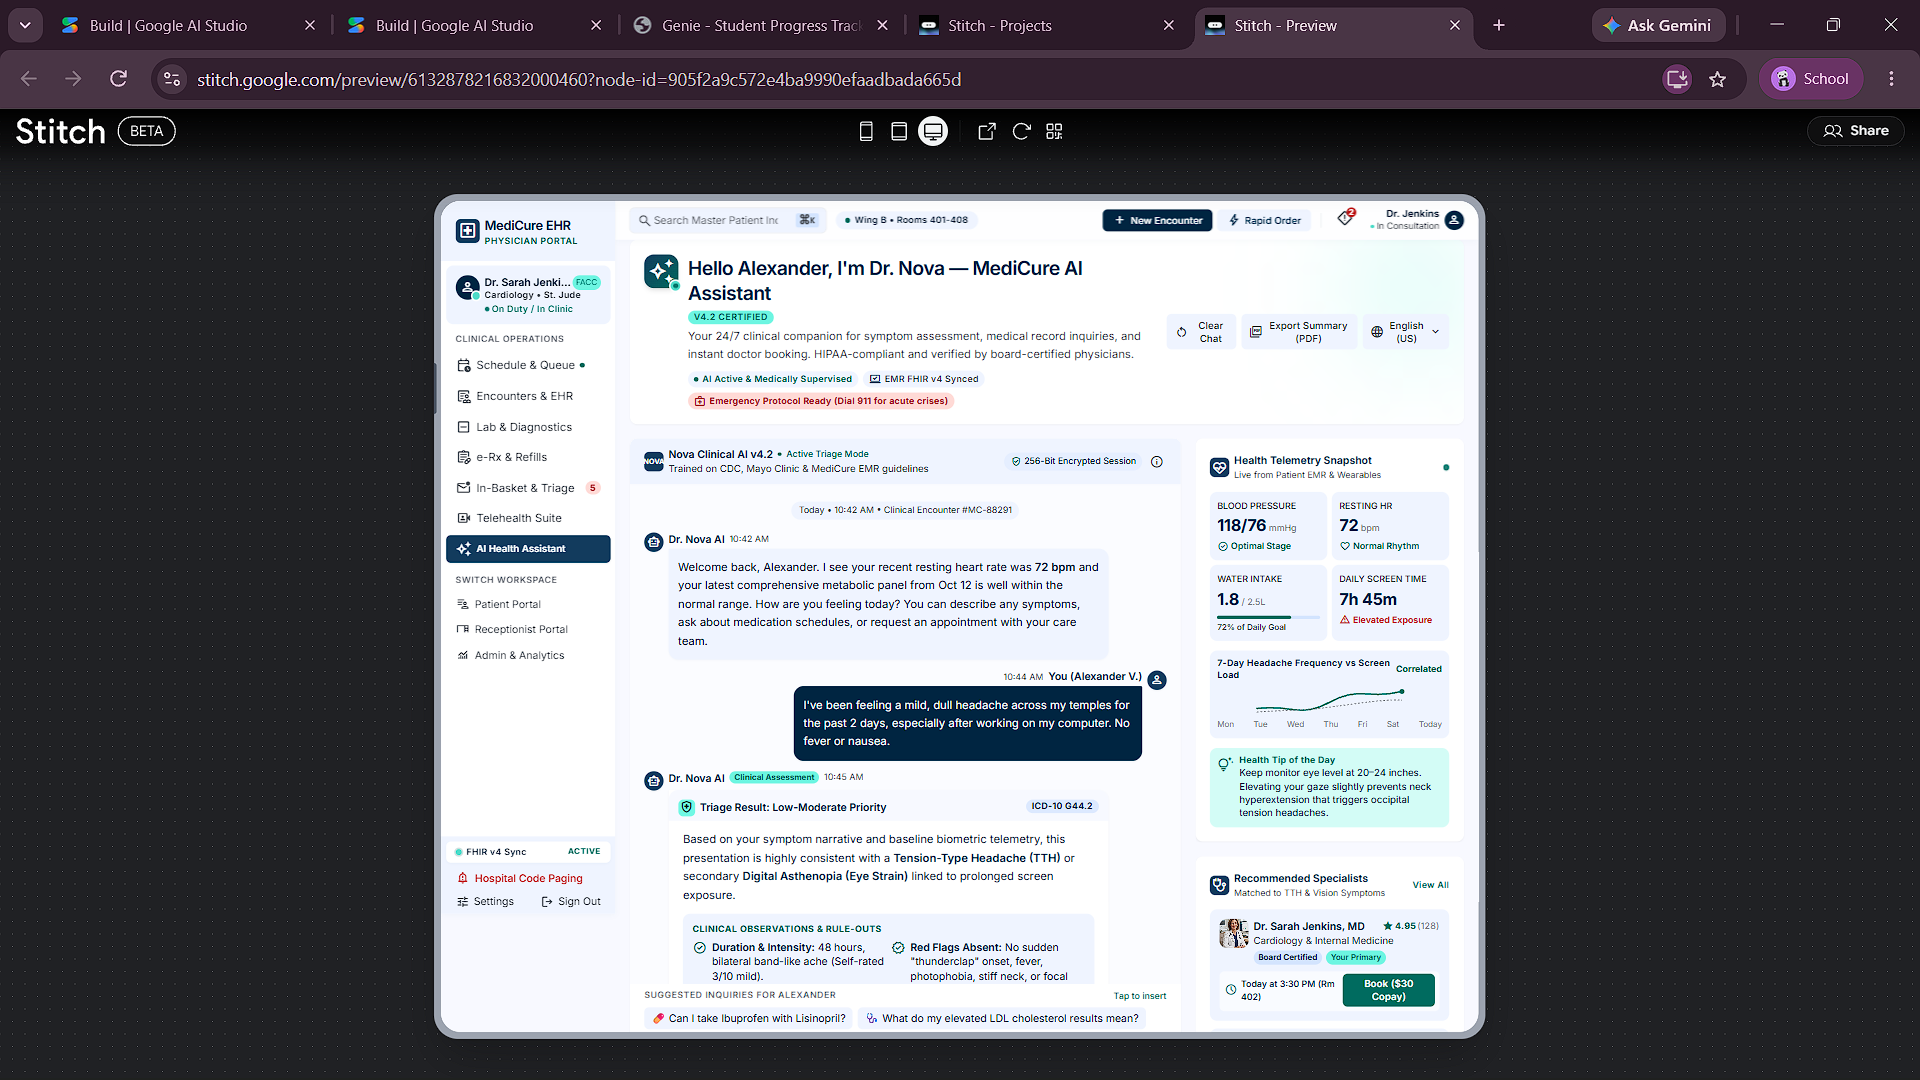 Build | Google AI Studio
Build | Google AI Studio
Genie - Student Progress Track
Stitch - Projects
Stitch - Preview
Ask Gemini
stitch.google.com/preview/6132878216832000460?node-id=905f2a9c572e4ba9990efaadbada665d
School
Stitch
BETA
Share
MediCure EHR
PHYSICIAN PORTAL
Search Master Patient Inc
⌘K
Wing B • Rooms 401-408
+ New Encounter
Rapid Order
2
Dr. Jenkins
In Consultation
Dr. Sarah Jenki...
FACC
Cardiology • St. Jude
On Duty / In Clinic
CLINICAL OPERATIONS
Schedule & Queue
Encounters & EHR
Lab & Diagnostics
e-Rx & Refills
In-Basket & Triage
5
Telehealth Suite
AI Health Assistant
SWITCH WORKSPACE
Patient Portal
Receptionist Portal
Admin & Analytics
FHIR v4 Sync
ACTIVE
Hospital Code Paging
Settings
Sign Out
Hello Alexander, I'm Dr. Nova — MediCure AI
Assistant
V4.2 CERTIFIED
Your 24/7 clinical companion for symptom assessment, medical record inquiries, and
instant doctor booking. HIPAA-compliant and verified by board-certified physicians.
AI Active & Medically Supervised
EMR FHIR v4 Synced
Emergency Protocol Ready (Dial 911 for acute crises)
Clear
Chat
Export Summary
(PDF)
English
(US)
NOVA
Nova Clinical AI v4.2 • Active Triage Mode
Trained on CDC, Mayo Clinic & MediCure EMR guidelines
256-Bit Encrypted Session
Today • 10:42 AM • Clinical Encounter #MC-88291
Dr. Nova AI 10:42 AM
Welcome back, Alexander. I see your recent resting heart rate was 72 bpm and
your latest comprehensive metabolic panel from Oct 12 is well within the
normal range. How are you feeling today? You can describe any symptoms,
ask about medication schedules, or request an appointment with your care
team.
10:44 AM You (Alexander V.)
I've been feeling a mild, dull headache across my temples for
the past 2 days, especially after working on my computer. No
fever or nausea.
Dr. Nova AI
Clinical Assessment
10:45 AM
Triage Result: Low-Moderate Priority
ICD-10 G44.2
Based on your symptom narrative and baseline biometric telemetry, this
presentation is highly consistent with a Tension-Type Headache (TTH) or
secondary Digital Asthenopia (Eye Strain) linked to prolonged screen
exposure.
CLINICAL OBSERVATIONS & RULE-OUTS
Duration & Intensity: 48 hours,
bilateral band-like ache (Self-rated
3/10 mild).
Red Flags Absent: No sudden
"thunderclap" onset, fever,
photophobia, stiff neck, or focal
SUGGESTED INQUIRIES FOR ALEXANDER
Tap to insert
Can I take Ibuprofen with Lisinopril?
What do my elevated LDL cholesterol results mean?
Health Telemetry Snapshot
Live from Patient EMR & Wearables
BLOOD PRESSURE
118/76 mmHg
Optimal Stage
RESTING HR
72 bpm
Normal Rhythm
WATER INTAKE
1.8 / 2.5L
72% of Daily Goal
DAILY SCREEN TIME
7h 45m
Elevated Exposure
7-Day Headache Frequency vs Screen
Load
Correlated
Mon Tue Wed Thu Fri Sat Today
Health Tip of the Day
Keep monitor eye level at 20–24 inches.
Elevating your gaze slightly prevents neck
hyperextension that triggers occipital
tension headaches.
Recommended Specialists
Matched to TTH & Vision Symptoms
View All
Dr. Sarah Jenkins, MD
4.95 (128)
Cardiology & Internal Medicine
Board Certified
Your Primary
Today at 3:30 PM (Rm
402)
Book ($30
Copay)